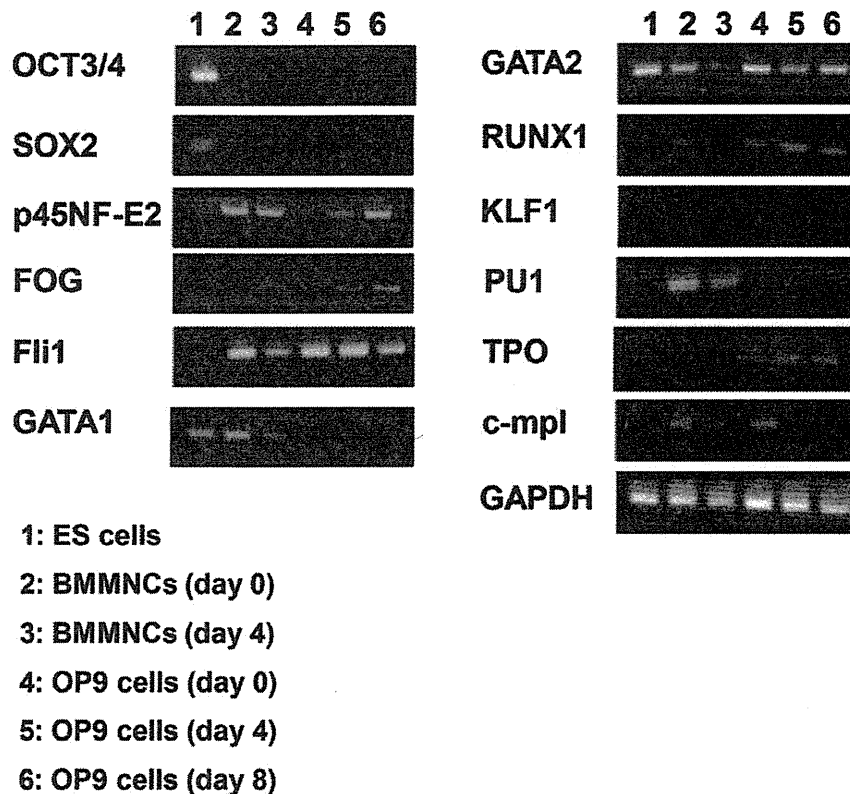 1 2 3 4 5 6
OCT3/4
SOX2
p45NF-E2
FOG
Fli1
GATA1
1 2 3 4 5 6
GATA2
RUNX1
KLF1
PU1
TPO
c-mpl
GAPDH
1: ES cells
2: BMMNCs (day 0)
3: BMMNCs (day 4)
4: OP9 cells (day 0)
5: OP9 cells (day 4)
6: OP9 cells (day 8)